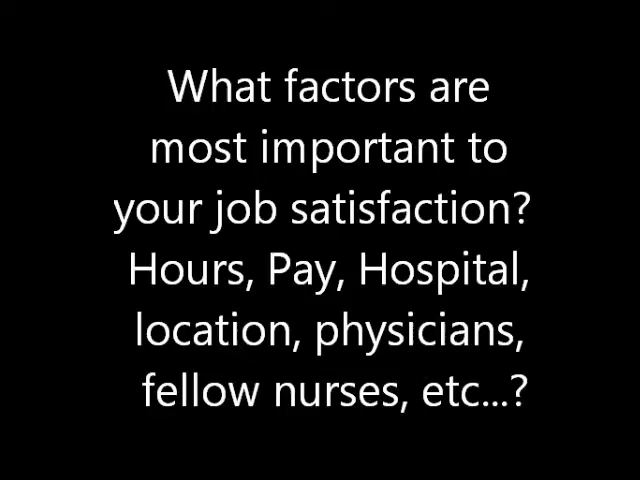 What factors are
most important to
your job satisfaction?
Hours, Pay, Hospital,
location, physicians,
fellow nurses, etc...?